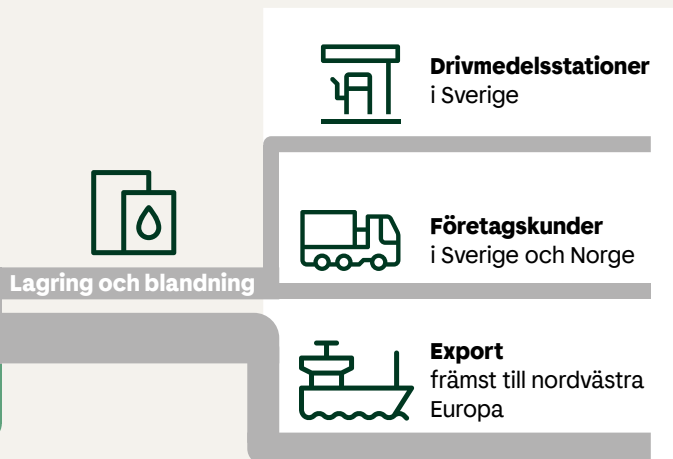 Drivmedelsstationer
i Sverige
Lagring och blandning
Företagskunder
i Sverige och Norge
Export
främst till nordvästra
Europa